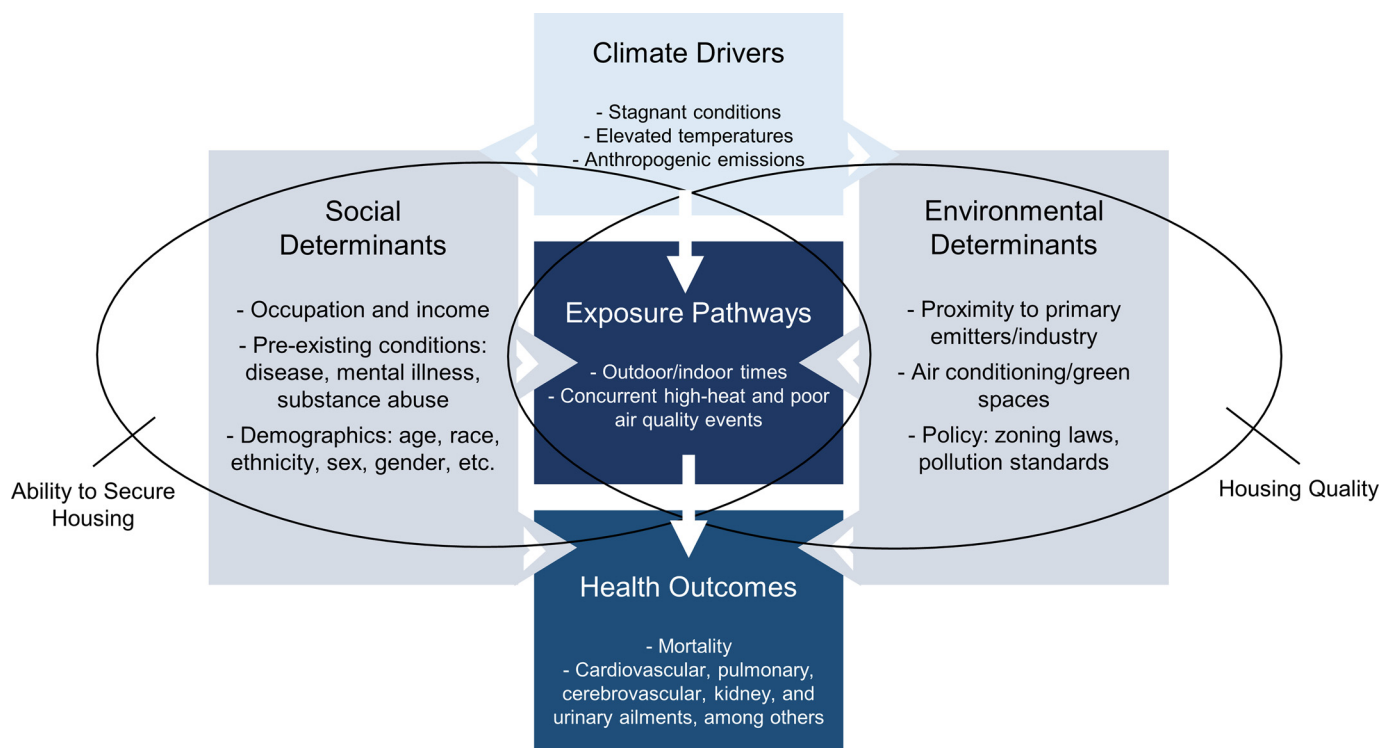 Climate Drivers
- Stagnant conditions
- Elevated temperatures
- Anthropogenic emissions
Social
Determinants
- Occupation and income
- Pre-existing conditions:
disease, mental illness,
substance abuse
- Demographics: age, race,
ethnicity, sex, gender, etc.
Ability to Secure
Housing
Exposure Pathways
- Outdoor/indoor times
- Concurrent high-heat and poor
air quality events
Environmental
Determinants
- Proximity to primary
emitters/industry
- Air conditioning/green
spaces
- Policy: zoning laws,
pollution standards
Housing Quality
Health Outcomes
- Mortality
- Cardiovascular, pulmonary,
cerebrovascular, kidney, and
urinary ailments, among others